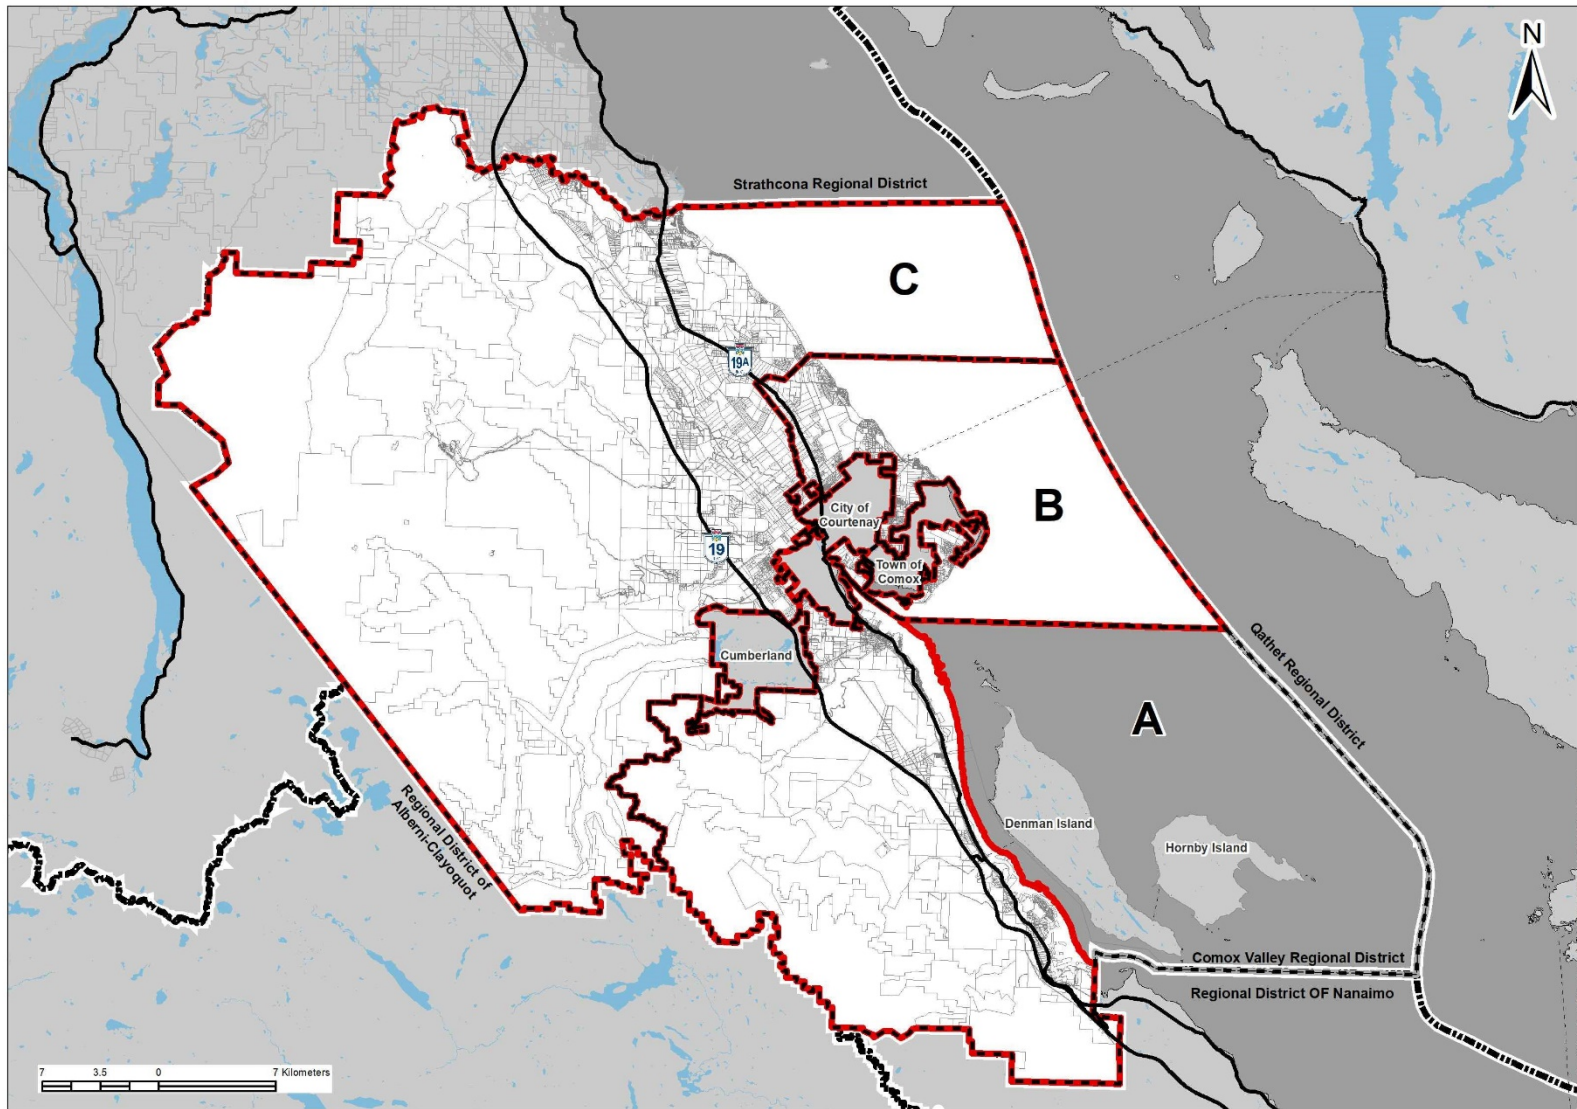 N
Strathcona Regional District
C
19A
B
City of
Courtenay
19
Town of
Comox
Cumberland
Qathet Regional District
A
Regional District of
Alberni-Clayoquot
Denman Island
Hornby Island
Comox Valley Regional District
Regional District OF Nanaimo
7 3.5 0 7 Kilometers